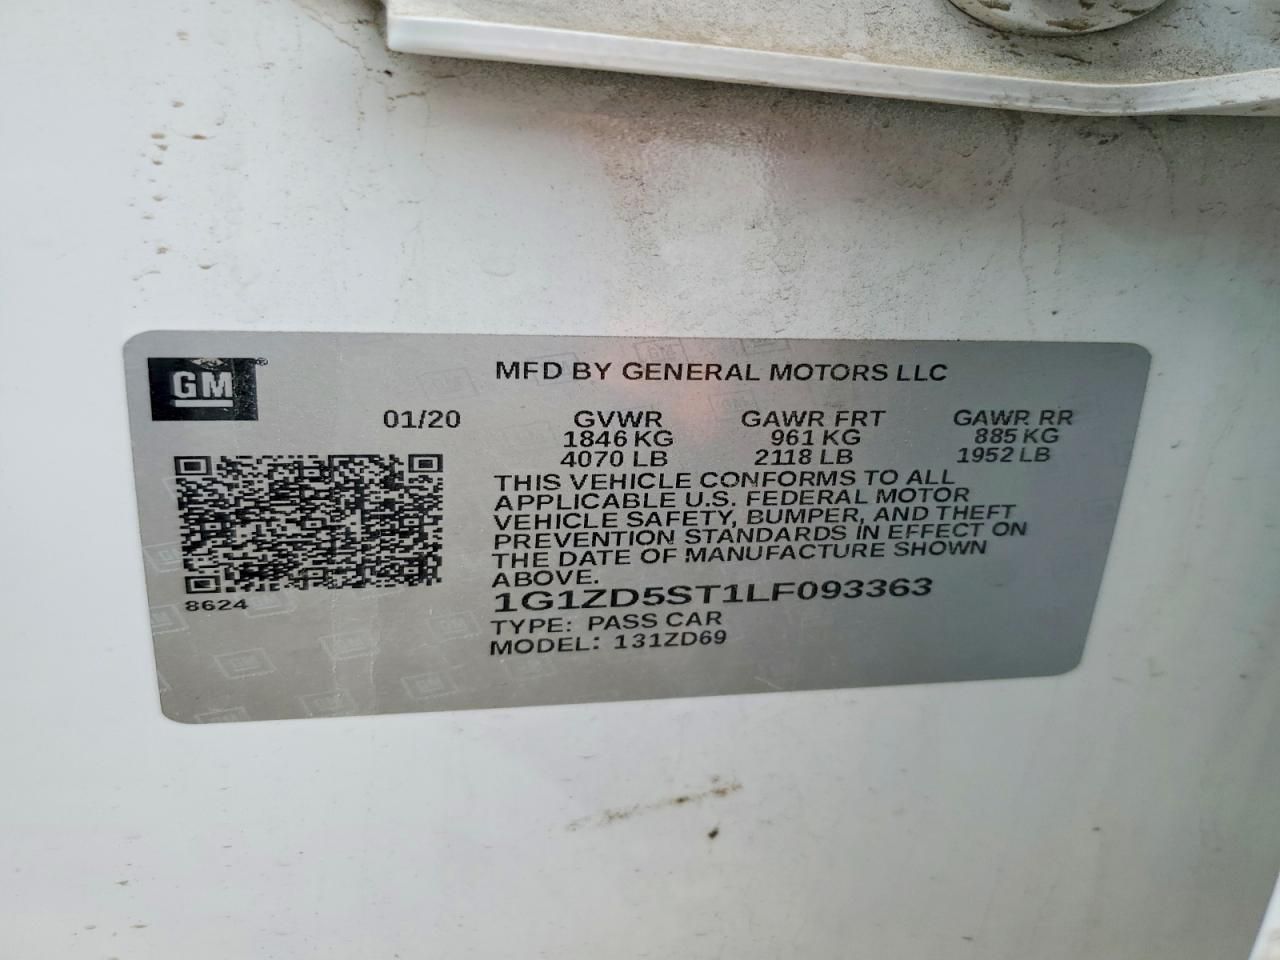 GM ®
MFD BY GENERAL MOTORS LLC
01/20 GVWR GAWR FRT GAWR RR
1846 KG 961 KG 885 KG
4070 LB 2118 LB 1952 LB
THIS VEHICLE CONFORMS TO ALL
APPLICABLE U.S. FEDERAL MOTOR
VEHICLE SAFETY, BUMPER, AND THEFT
PREVENTION STANDARDS IN EFFECT ON
THE DATE OF MANUFACTURE SHOWN
ABOVE.
8624
1G1ZD5ST1LF093363
TYPE: PASS CAR
MODEL: 131ZD69